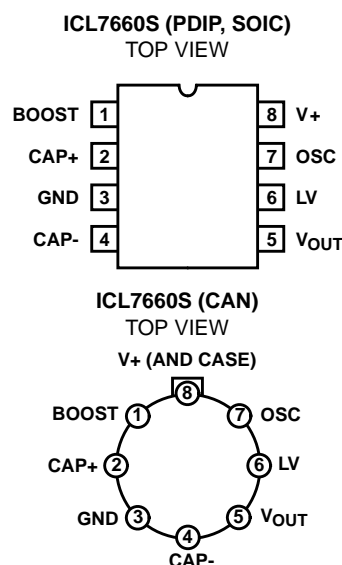 ICL7660S (PDIP, SOIC)
TOP VIEW
BOOST 1 8 V+
CAP+ 2 7 OSC
GND 3 6 LV
CAP- 4 5 VOUT
ICL7660S (CAN)
TOP VIEW
V+ (AND CASE)
8
BOOST 1 7 OSC
CAP+ 2 6 LV
GND 3 5 VOUT
4
CAP-